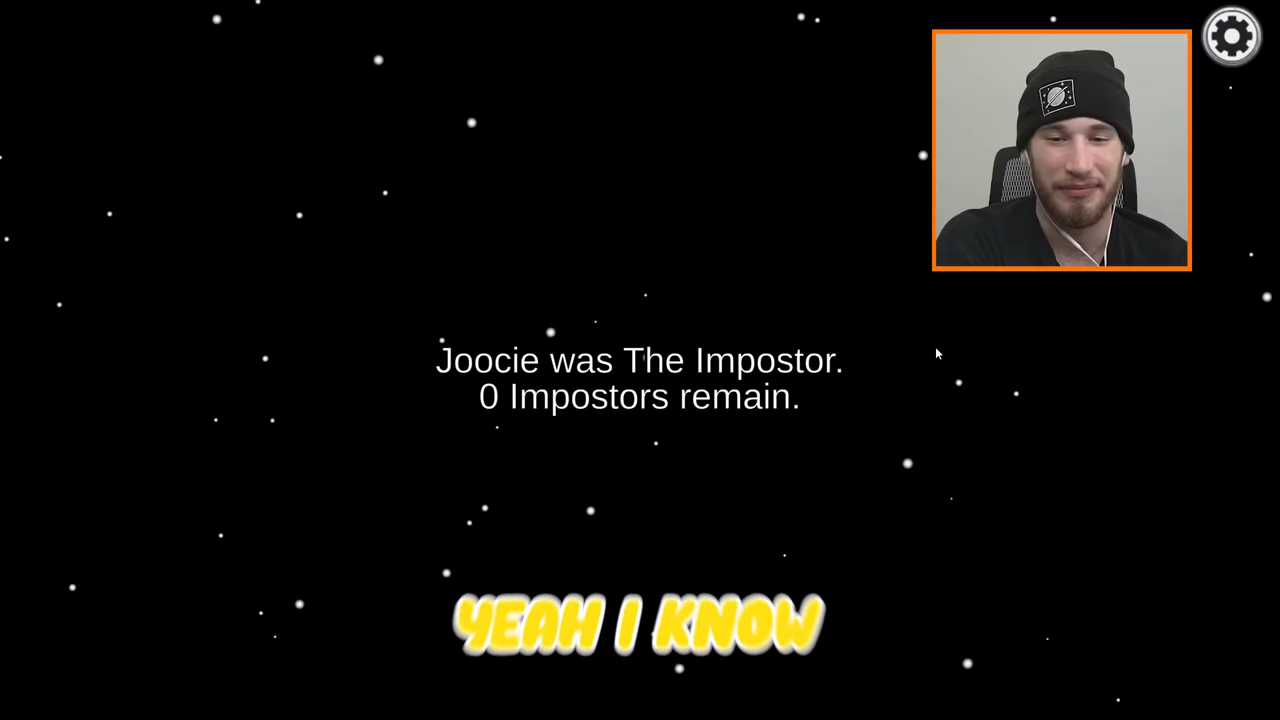 Joocie was The Impostor.
0 Impostors remain.
YEAH I KNOW